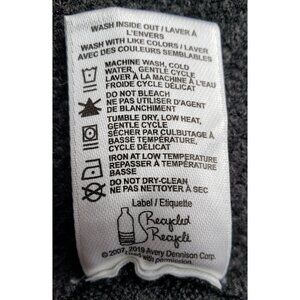 WASH INSIDE OUT / LAVER À
L'ENVERS
WASH WITH LIKE COLORS / LAVER
AVEC DES COULEURS SEMBLABLES
MACHINE WASH, COLD
WATER, GENTLE CYCLE
LAVER À LA MACHINE À L'EAU
FROIDE CYCLE DÉLICAT
DO NOT BLEACH
NE PAS UTILISER D'AGENT
DE BLANCHIMENT
TUMBLE DRY, LOW HEAT,
GENTLE CYCLE
SÉCHER PAR CULBUTAGE À
BASSE TEMPÉRATURE,
CYCLE DÉLICAT
IRON AT LOW TEMPERATURE
REPASSER À TEMPÉRATURE
BASSE
DO NOT DRY-CLEAN
NE PAS NETTOYER À SEC
Label / Étiquette
Recycled
Recyclé
© 2007, 2019 Avery Dennison Corp.
Used with permission.